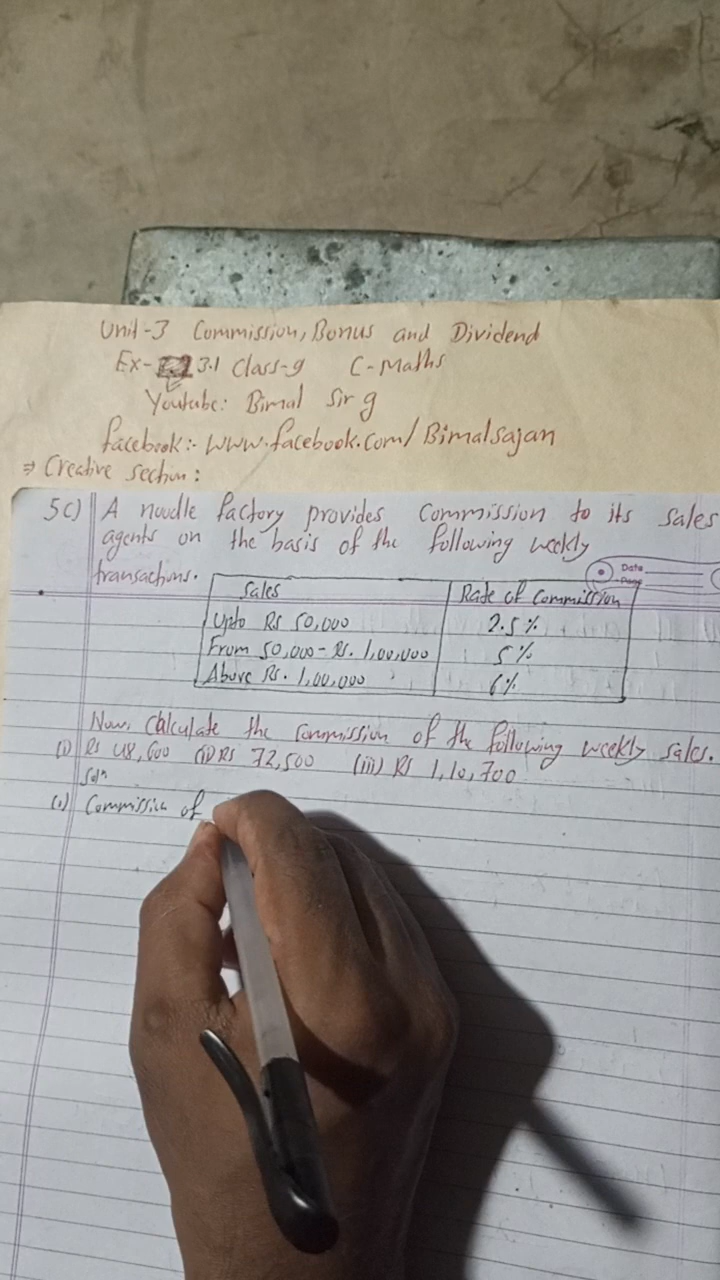 Unit-3 Commission, Bonus and Dividend
Ex- 3.1 Class-9 C-Maths
Youtube: Bimal Sir g
facebook:- www.facebook.com/Bimalsajan
⇒ Creative section:
5c) A noodle factory provides commission to its sales
agents on the basis of the following weekly
transactions.
Date
Page
Sales Rate of Commission
Upto Rs 50,000 2.5%
From 50,000 - Rs. 1,00,000 5%
Above Rs. 1,00,000 6%
Now, calculate the commission of the following weekly sales.
(i) Rs 48,600 (ii) Rs 72,500 (iii) Rs 1,10,700
Solⁿ
(i) Commission of